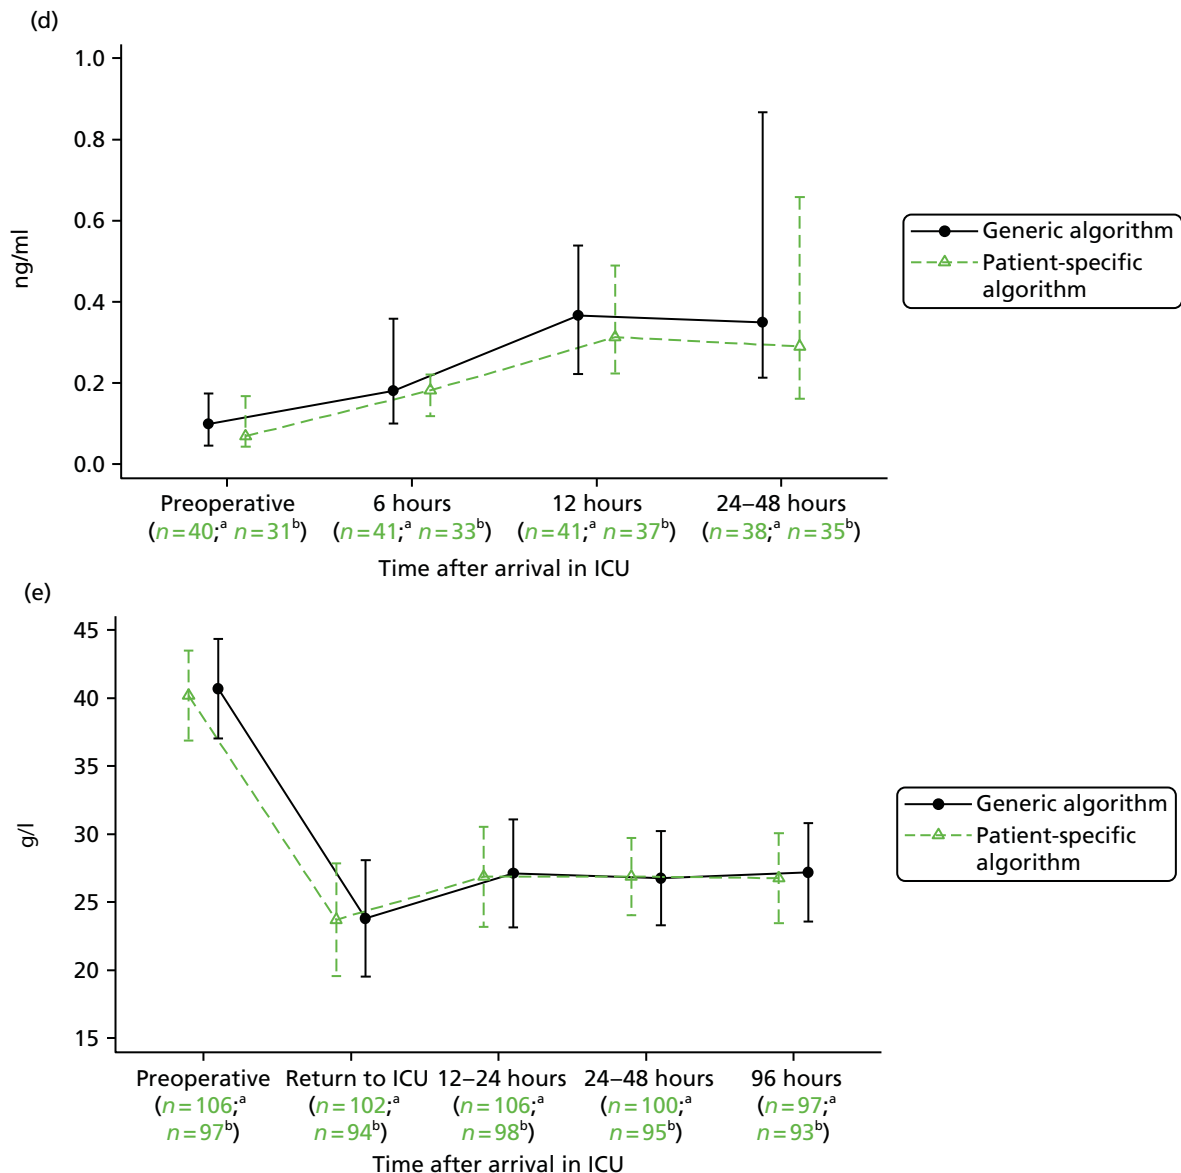 (d)
1.0
0.8
0.6
0.4
0.2
0.0
ng/ml
Preoperative
(n=40;ᵃ n=31ᵇ)
6 hours
(n=41;ᵃ n=33ᵇ)
12 hours
(n=41;ᵃ n=37ᵇ)
24–48 hours
(n=38;ᵃ n=35ᵇ)
Time after arrival in ICU
Generic algorithm
Patient-specific
algorithm
(e)
45
40
35
30
25
20
15
g/l
Preoperative
(n=106;ᵃ
n=97ᵇ)
Return to ICU
(n=102;ᵃ
n=94ᵇ)
12–24 hours
(n=106;ᵃ
n=98ᵇ)
24–48 hours
(n=100;ᵃ
n=95ᵇ)
96 hours
(n=97;ᵃ
n=93ᵇ)
Time after arrival in ICU
Generic algorithm
Patient-specific
algorithm